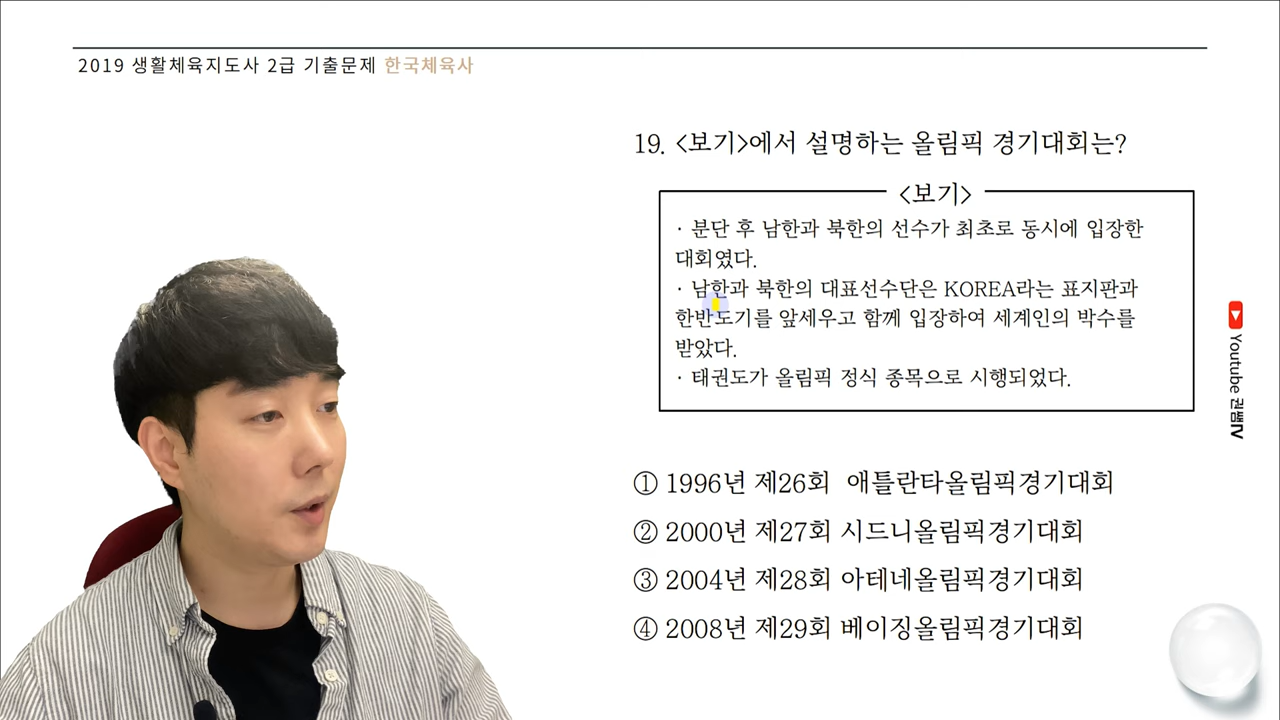 2019 생활체육지도사 2급 기출문제 한국체육사
19. <보기>에서 설명하는 올림픽 경기대회는?
<보기>
· 분단 후 남한과 북한의 선수가 최초로 동시에 입장한
대회였다.
· 남한과 북한의 대표선수단은 KOREA라는 표지판과
한반도기를 앞세우고 함께 입장하여 세계인의 박수를
받았다.
· 태권도가 올림픽 정식 종목으로 시행되었다.
① 1996년 제26회 애틀란타올림픽경기대회
② 2000년 제27회 시드니올림픽경기대회
③ 2004년 제28회 아테네올림픽경기대회
④ 2008년 제29회 베이징올림픽경기대회
Youtube 권쌤TV